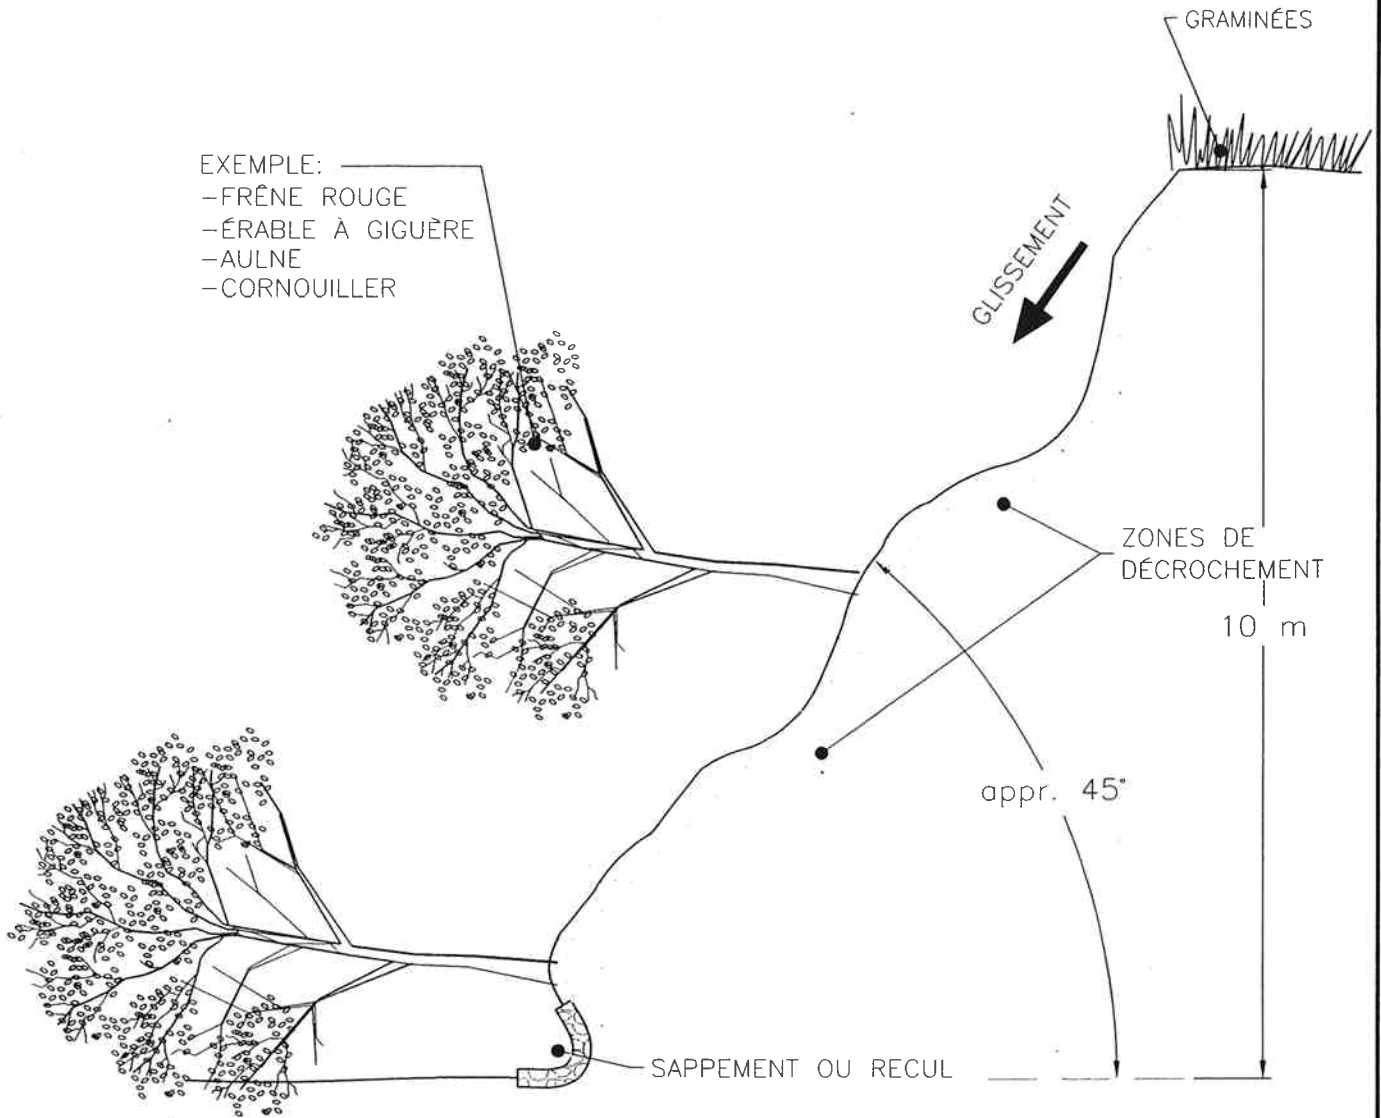 GRAMINÉES
EXEMPLE:
-FRÊNE ROUGE
-ÉRABLE À GIGUÈRE
-AULNE
-CORNOUILLER
GLISSEMENT
ZONES DE
DÉCROCHEMENT
10 m
appr. 45°
SAPPEMENT OU RECUL